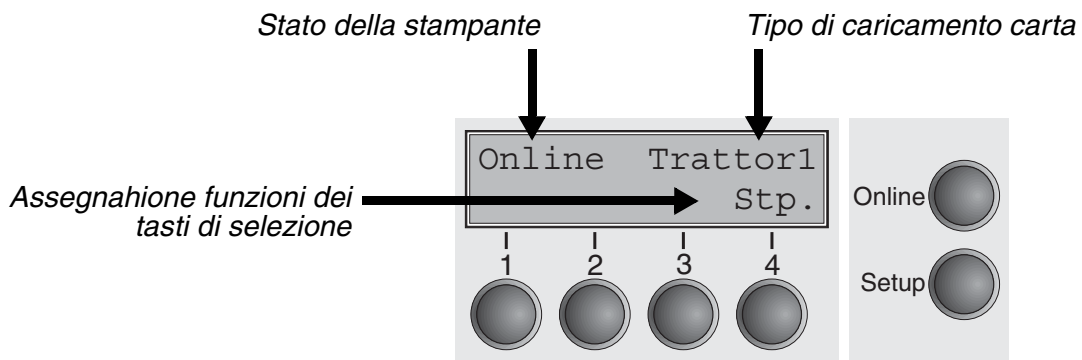 Stato della stampante
Tipo di caricamento carta
Online Trattor1
Stp.
Assegnahione funzioni dei
tasti di selezione
1 2 3 4
Online
Setup